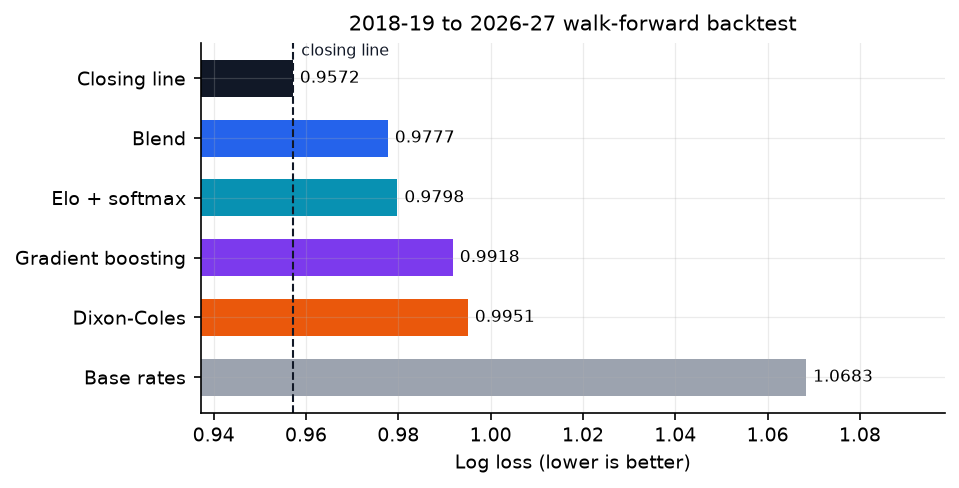 2018-19 to 2026-27 walk-forward backtest
closing line
Closing line 0.9572
Blend 0.9777
Elo + softmax 0.9798
Gradient boosting 0.9918
Dixon-Coles 0.9951
Base rates 1.0683
0.94 0.96 0.98 1.00 1.02 1.04 1.06 1.08
Log loss (lower is better)